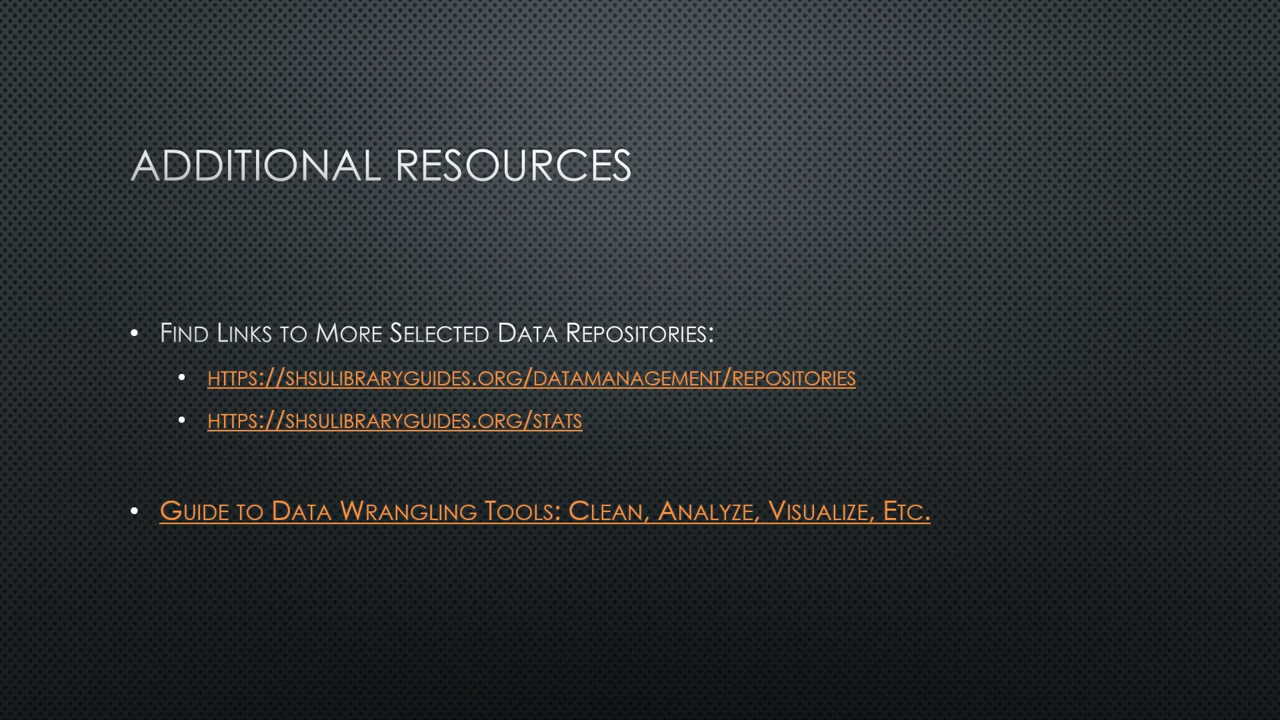 ADDITIONAL RESOURCES
• Find Links to More Selected Data Repositories:
• https://shsulibraryguides.org/datamanagement/repositories
• https://shsulibraryguides.org/stats
• Guide to Data Wrangling Tools: Clean, Analyze, Visualize, Etc.